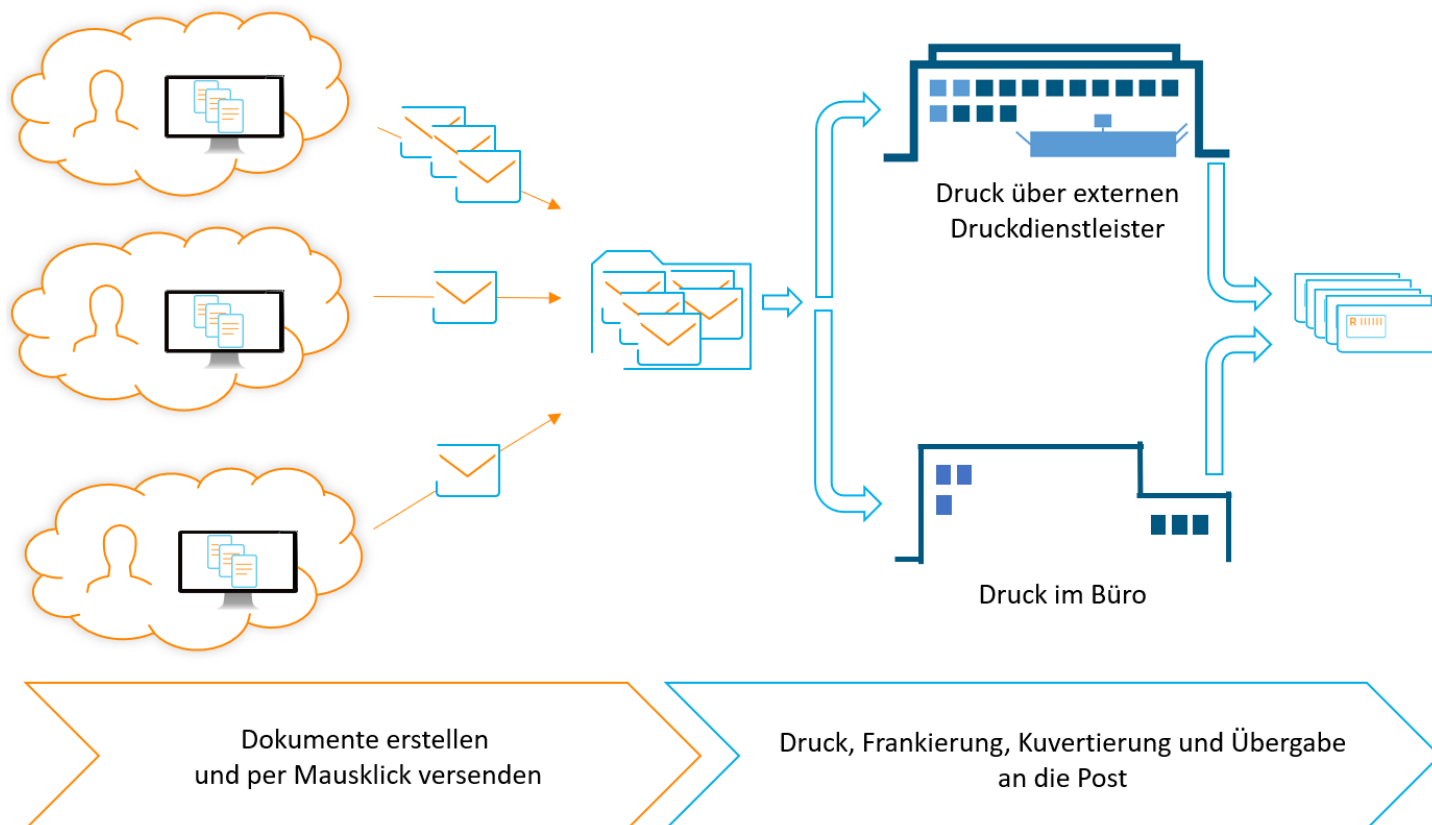 Druck über externen
Druckdienstleister
R
Druck im Büro
Dokumente erstellen
und per Mausklick versenden
Druck, Frankierung, Kuvertierung und Übergabe
an die Post